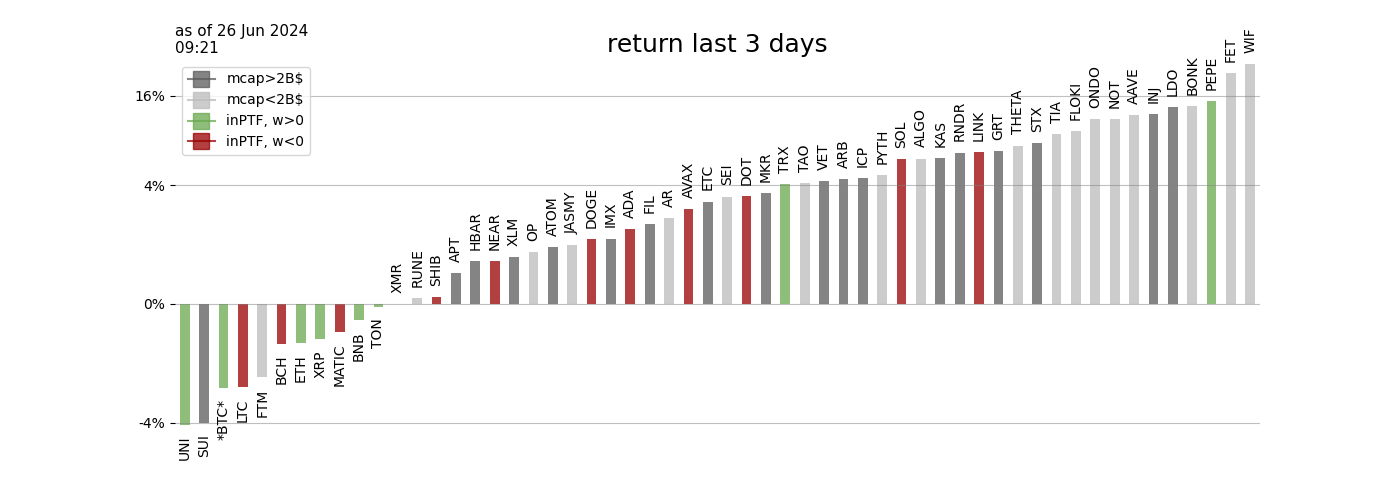 as of 26 Jun 2024
09:21
return last 3 days
mcap>2B$
mcap<2B$
inPTF, w>0
inPTF, w<0
16%
4%
0%
-4%
UNI
SUI
*BTC*
LTC
FTM
BCH
ETH
XRP
MATIC
BNB
TON
XMR
RUNE
SHIB
APT
HBAR
NEAR
XLM
OP
ATOM
JASMY
DOGE
IMX
ADA
FIL
AR
AVAX
ETC
SEI
DOT
MKR
TRX
TAO
VET
ARB
ICP
PYTH
SOL
ALGO
KAS
RNDR
LINK
GRT
THETA
STX
TIA
FLOKI
ONDO
NOT
AAVE
INJ
LDO
BONK
PEPE
FET
WIF